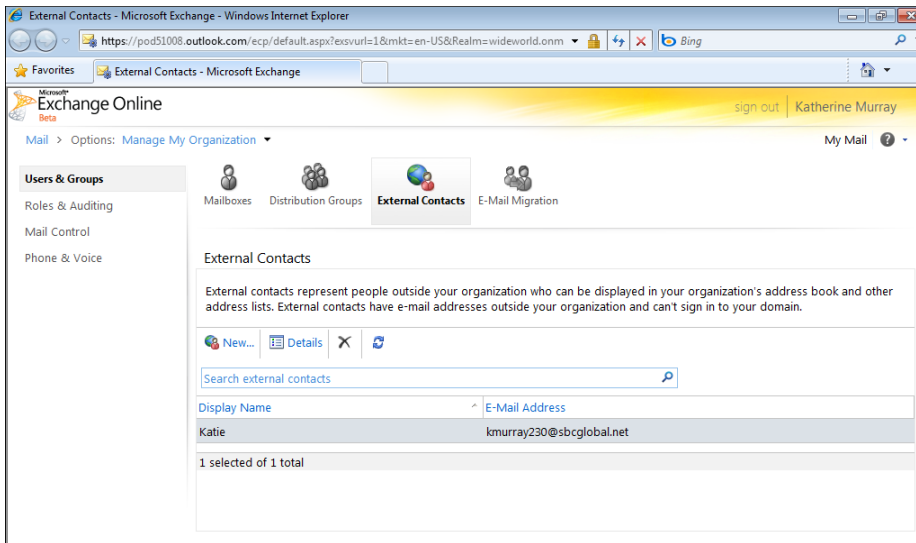 External Contacts - Microsoft Exchange - Windows Internet Explorer
https://pod51008.outlook.com/ecp/default.aspx?exsvurl=1&mkt=en-US&Realm=wideworld.onm
Bing
Favorites
External Contacts - Microsoft Exchange
Microsoft
Exchange Online
Beta
sign out
Katherine Murray
Mail > Options: Manage My Organization
My Mail
Users & Groups
Roles & Auditing
Mail Control
Phone & Voice
Mailboxes
Distribution Groups
External Contacts
E-Mail Migration
External Contacts
External contacts represent people outside your organization who can be displayed in your organization's address book and other
address lists. External contacts have e-mail addresses outside your organization and can't sign in to your domain.
New...
Details
Search external contacts
Display Name
E-Mail Address
Katie
kmurray230@sbcglobal.net
1 selected of 1 total